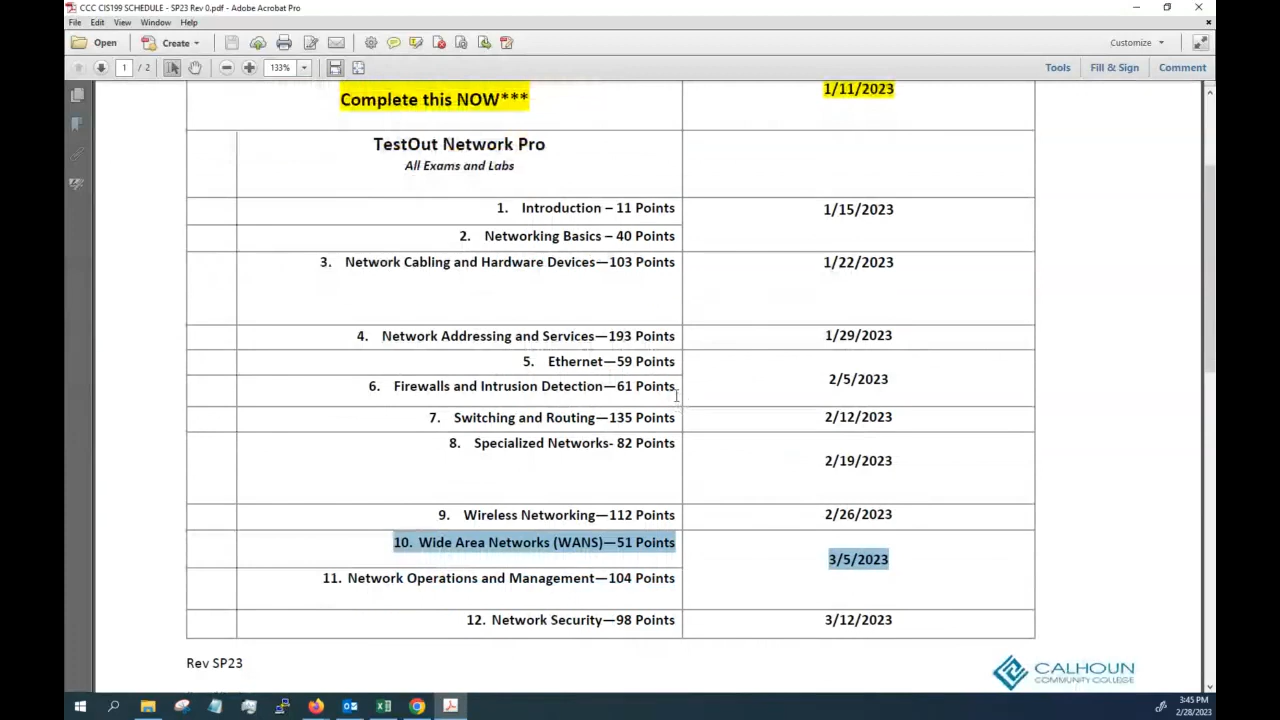 CCC CIS199 SCHEDULE - SP23 Rev 0.pdf - Adobe Acrobat Pro
File Edit View Window Help
Open Create Customize
1 / 2 133% Tools Fill & Sign Comment
Complete this NOW*** 1/11/2023
TestOut Network Pro
All Exams and Labs
1. Introduction – 11 Points 1/15/2023
2. Networking Basics – 40 Points
3. Network Cabling and Hardware Devices—103 Points 1/22/2023
4. Network Addressing and Services—193 Points 1/29/2023
5. Ethernet—59 Points
2/5/2023
6. Firewalls and Intrusion Detection—61 Points
7. Switching and Routing—135 Points 2/12/2023
8. Specialized Networks- 82 Points
2/19/2023
9. Wireless Networking—112 Points 2/26/2023
10. Wide Area Networks (WANS)—51 Points
3/5/2023
11. Network Operations and Management—104 Points
12. Network Security—98 Points 3/12/2023
Rev SP23
CALHOUN
COMMUNITY COLLEGE
3:45 PM
2/28/2023